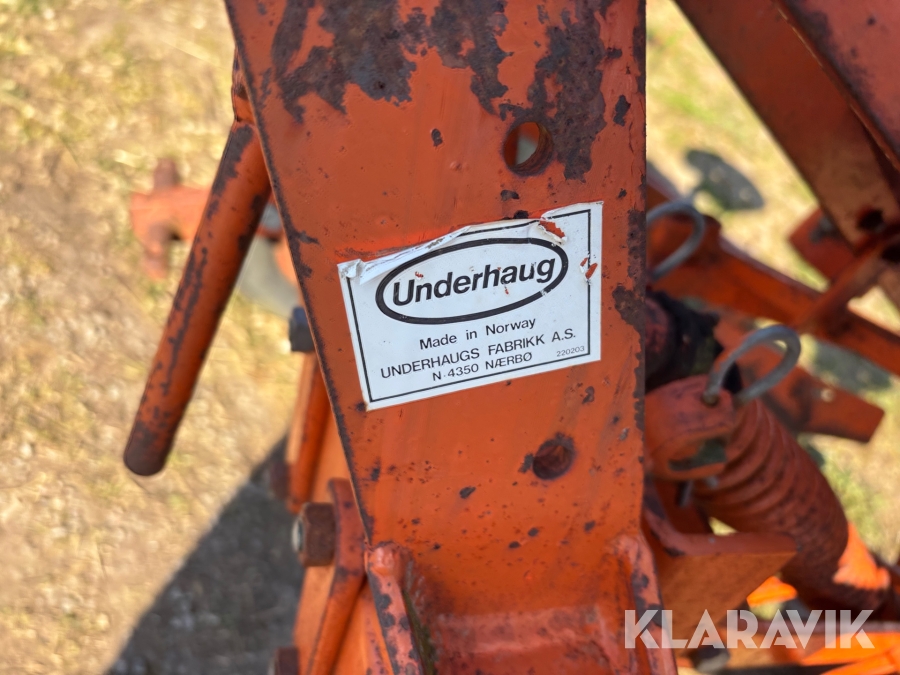 Underhaug
Made in Norway
UNDERHAUGS FABRIKK A.S.
N-4350 NÆRBØ
220203
KLARAVIK